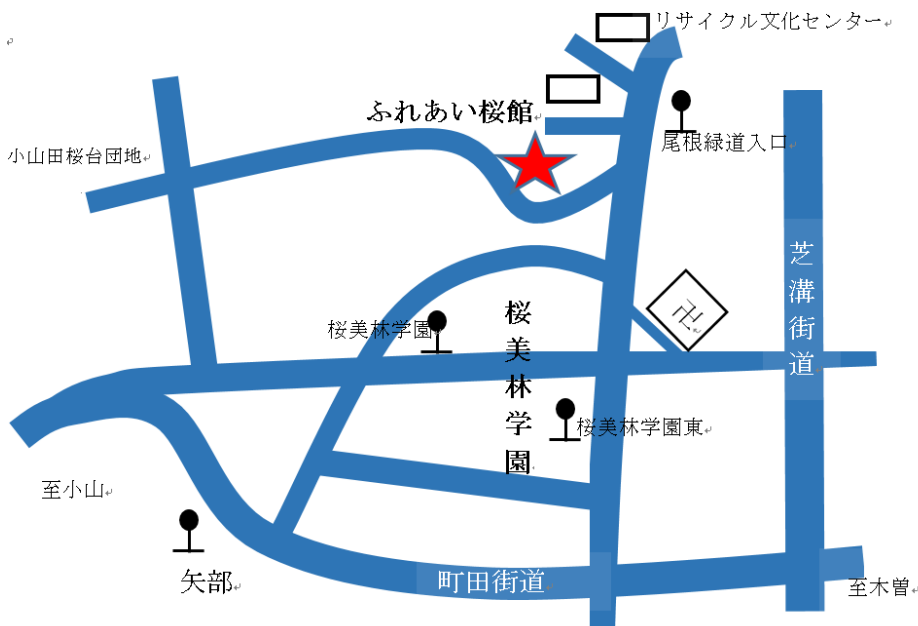 リサイクル文化センター
ふれあい桜館
尾根緑道入口
小山田桜台団地
芝溝街道
卍
桜美林学園
桜美林学園
桜美林学園東
至小山
矢部
町田街道
至木曽